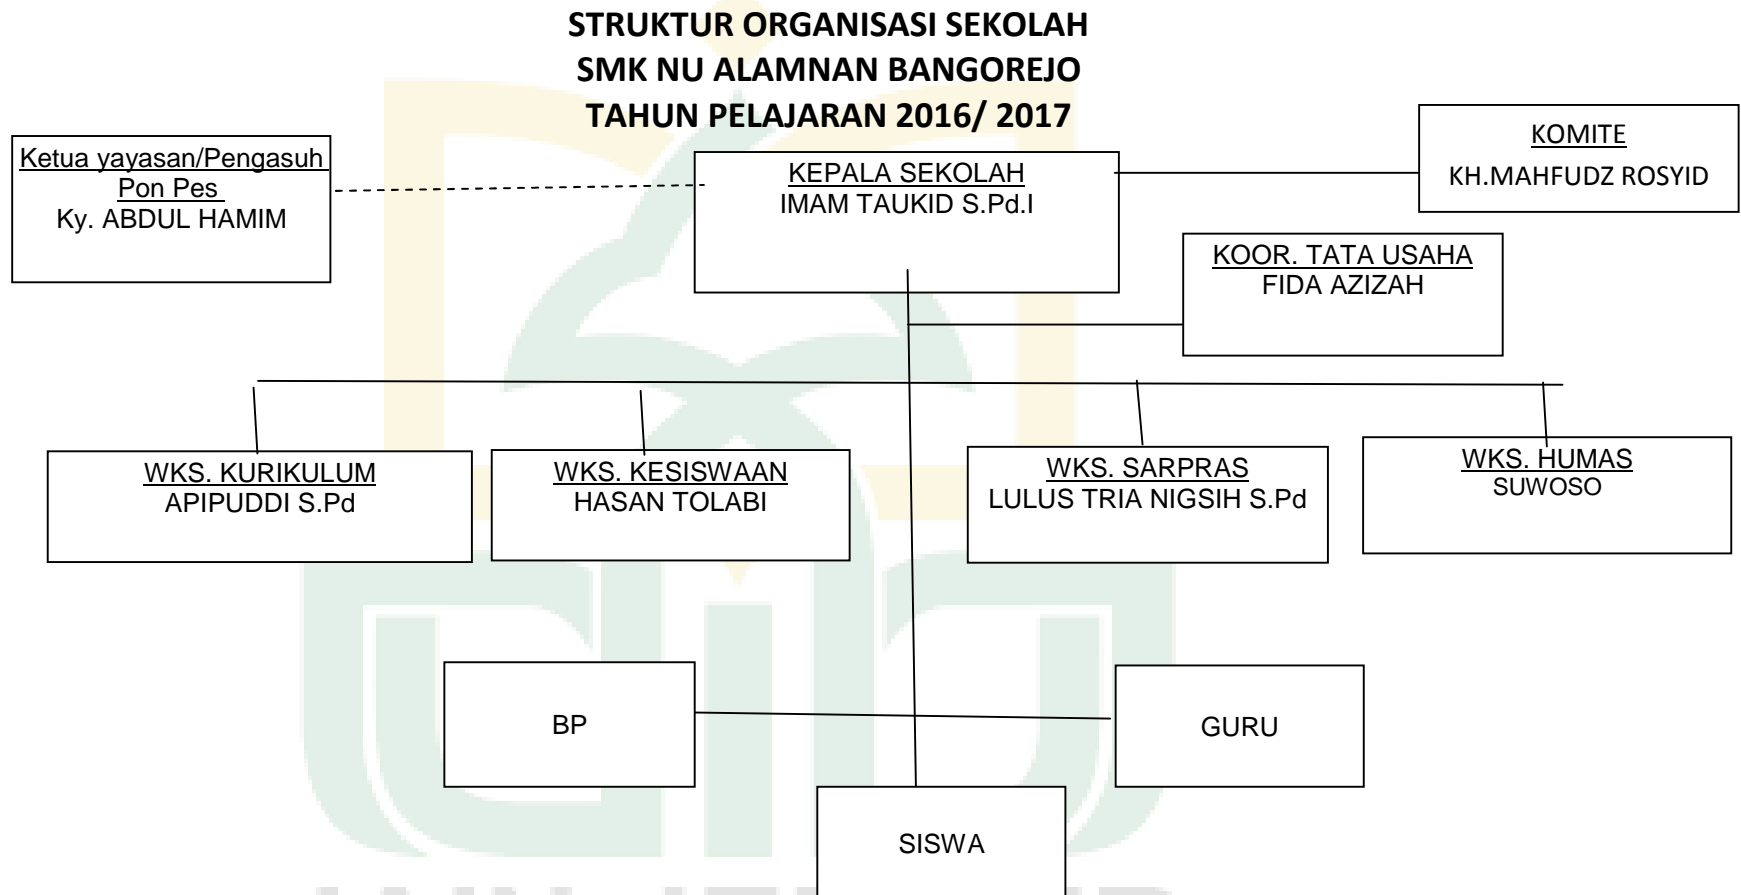 STRUKTUR ORGANISASI SEKOLAH
SMK NU ALAMNAN BANGOREJO
TAHUN PELAJARAN 2016/ 2017
Ketua yayasan/Pengasuh
Pon Pes
Ky. ABDUL HAMIM
KEPALA SEKOLAH
IMAM TAUKID S.Pd.I
KOMITE
KH.MAHFUDZ ROSYID
KOOR. TATA USAHA
FIDA AZIZAH
WKS. KURIKULUM
APIPUDDI S.Pd
WKS. KESISWAAN
HASAN TOLABI
WKS. SARPRAS
LULUS TRIA NIGSIH S.Pd
WKS. HUMAS
SUWOSO
BP
GURU
SISWA